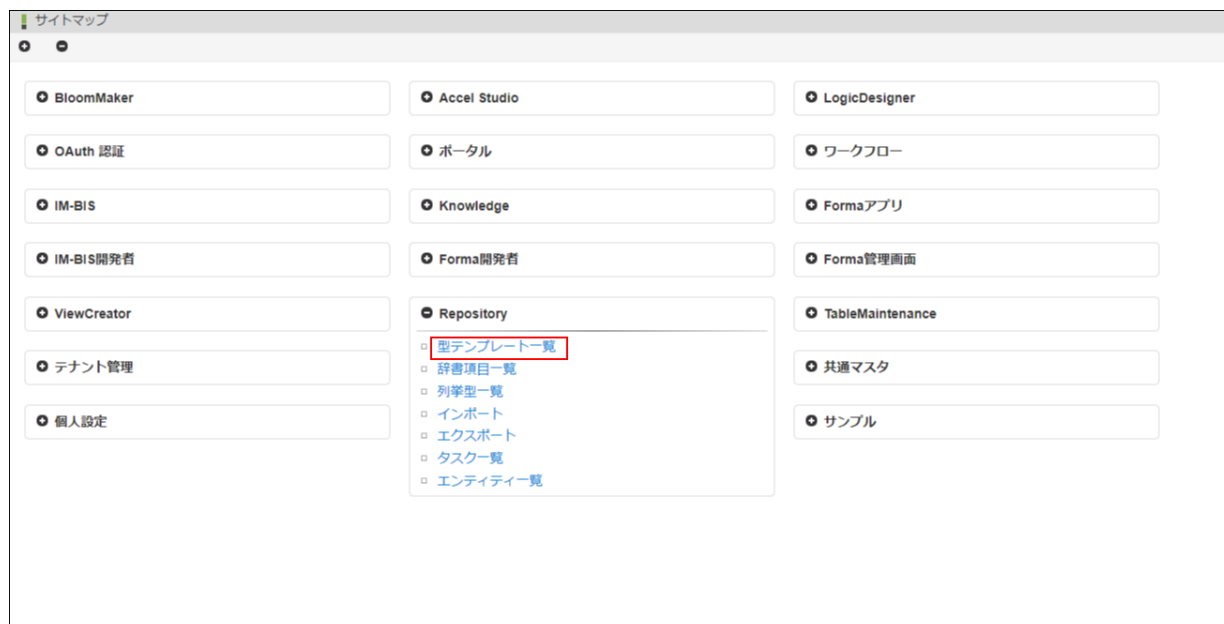 サイトマップ
BloomMaker
Accel Studio
LogicDesigner
OAuth 認証
ポータル
ワークフロー
IM-BIS
Knowledge
Formaアプリ
IM-BIS開発者
Forma開発者
Forma管理画面
ViewCreator
Repository
TableMaintenance
型テンプレート一覧
辞書項目一覧
列挙型一覧
インポート
エクスポート
タスク一覧
エンティティ一覧
テナント管理
共通マスタ
個人設定
サンプル